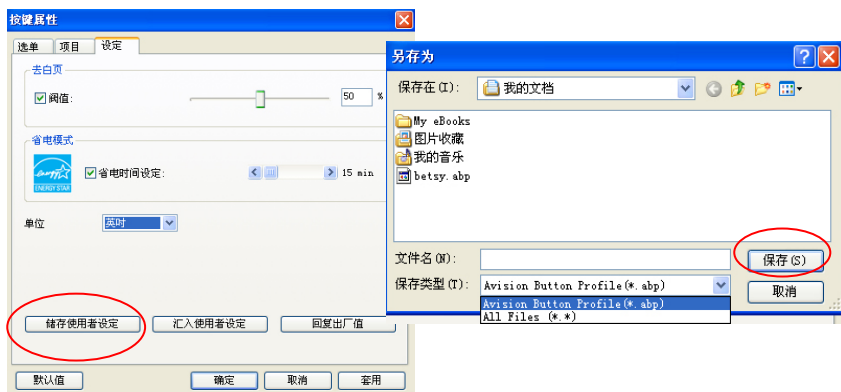 按键属性
选单 项目 设定
去白页
阀值: 50 %
省电模式
ENERGY STAR
省电时间设定: 15 min
单位 英吋
储存使用者设定 汇入使用者设定 回复出厂值
默认值 确定 取消 套用
另存为
保存在(I): 我的文档
My eBooks
图片收藏
我的音乐
betsy.abp
文件名(N): 保存(S)
保存类型(T): Avision Button Profile(*.abp) 取消
Avision Button Profile(*.abp)
All Files (*.*)